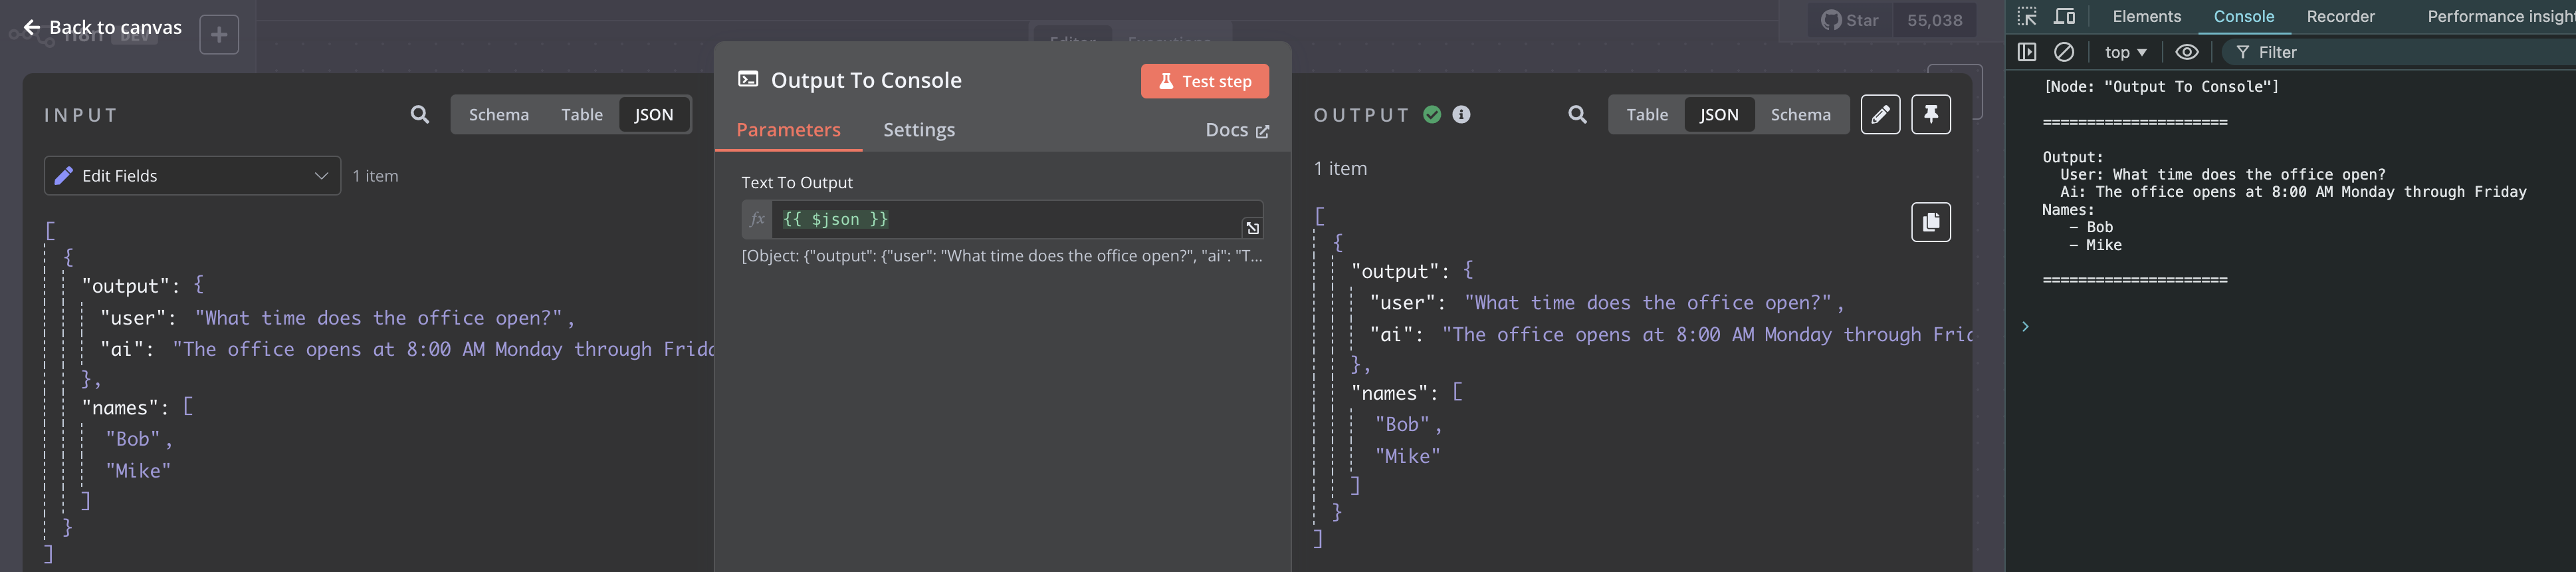 Back to canvas
n8n DEV
+
Editor Executions
Star 55,038
INPUT
Schema Table JSON
Edit Fields
1 item
[
{
"output": {
"user": "What time does the office open?",
"ai": "The office opens at 8:00 AM Monday through Frida
},
"names": [
"Bob",
"Mike"
]
}
]
Output To Console
Test step
Parameters Settings Docs
Text To Output
fx {{ $json }}
[Object: {"output": {"user": "What time does the office open?", "ai": "T...
OUTPUT
Table JSON Schema
1 item
[
{
"output": {
"user": "What time does the office open?",
"ai": "The office opens at 8:00 AM Monday through Fric
},
"names": [
"Bob",
"Mike"
]
}
]
Elements Console Recorder Performance insight
top Filter
[Node: "Output To Console"]
=====================
Output:
User: What time does the office open?
Ai: The office opens at 8:00 AM Monday through Friday
Names:
- Bob
- Mike
=====================
>